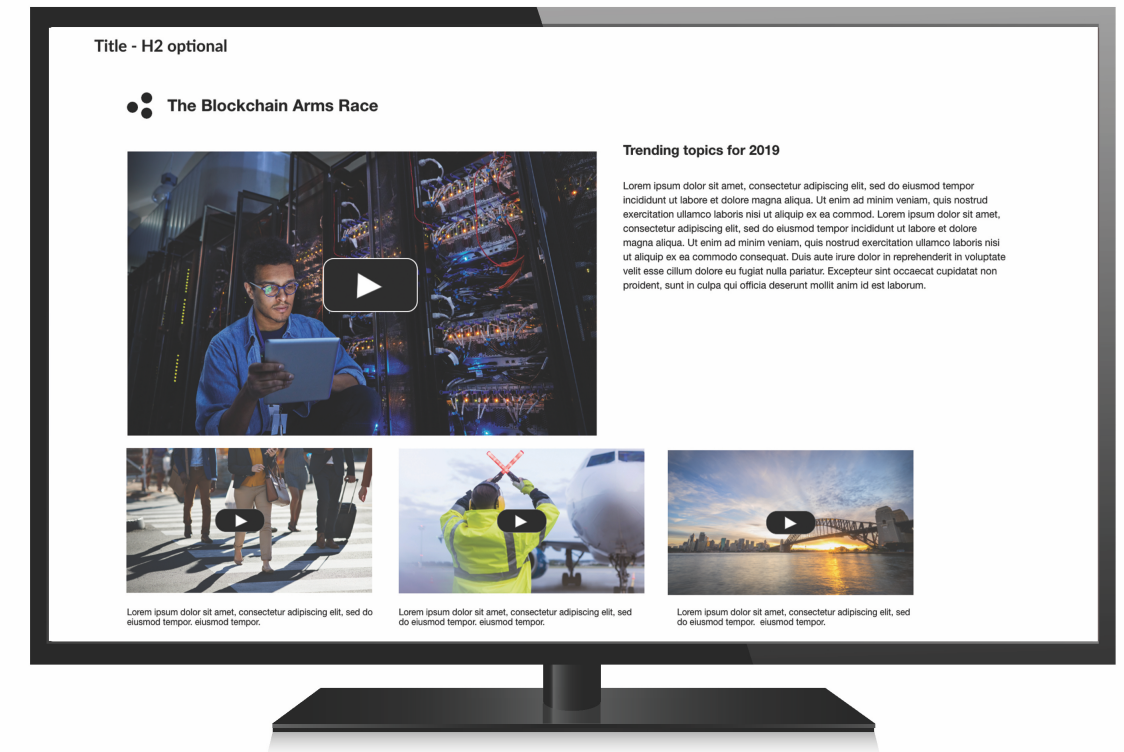 Title - H2 optional
The Blockchain Arms Race
Trending topics for 2019
Lorem ipsum dolor sit amet, consectetur adipiscing elit, sed do eiusmod tempor
incididunt ut labore et dolore magna aliqua. Ut enim ad minim veniam, quis nostrud
exercitation ullamco laboris nisi ut aliquip ex ea commod. Lorem ipsum dolor sit amet,
consectetur adipiscing elit, sed do eiusmod tempor incididunt ut labore et dolore
magna aliqua. Ut enim ad minim veniam, quis nostrud exercitation ullamco laboris nisi
ut aliquip ex ea commodo consequat. Duis aute irure dolor in reprehenderit in voluptate
velit esse cillum dolore eu fugiat nulla pariatur. Excepteur sint occaecat cupidatat non
proident, sunt in culpa qui officia deserunt mollit anim id est laborum.
Lorem ipsum dolor sit amet, consectetur adipiscing elit, sed do
eiusmod tempor. eiusmod tempor.
Lorem ipsum dolor sit amet, consectetur adipiscing elit, sed
do eiusmod tempor. eiusmod tempor.
Lorem ipsum dolor sit amet, consectetur adipiscing elit, sed
do eiusmod tempor.  eiusmod tempor.